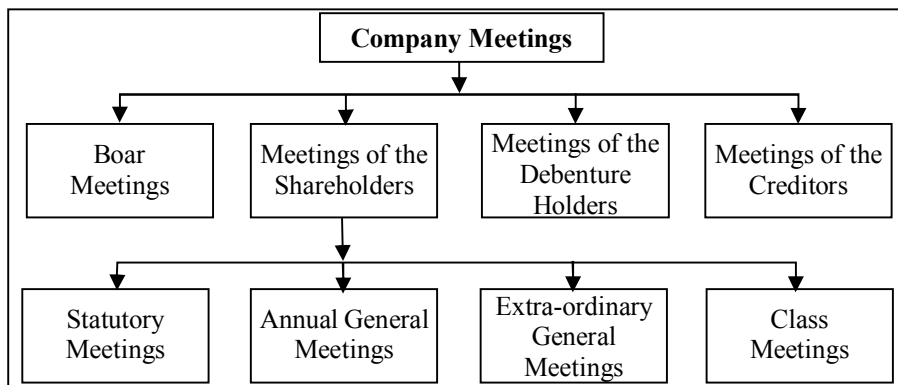 Company Meetings
Boar
Meetings
Meetings of the
Shareholders
Meetings of the
Debenture
Holders
Meetings of the
Creditors
Statutory
Meetings
Annual General
Meetings
Extra-ordinary
General
Meetings
Class
Meetings